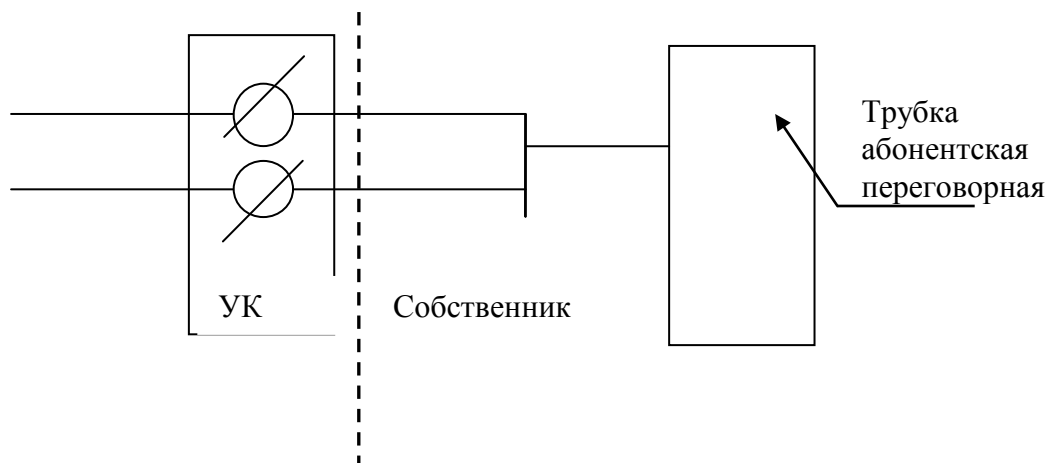 УК
Собственник
Трубка
абонентская
переговорная